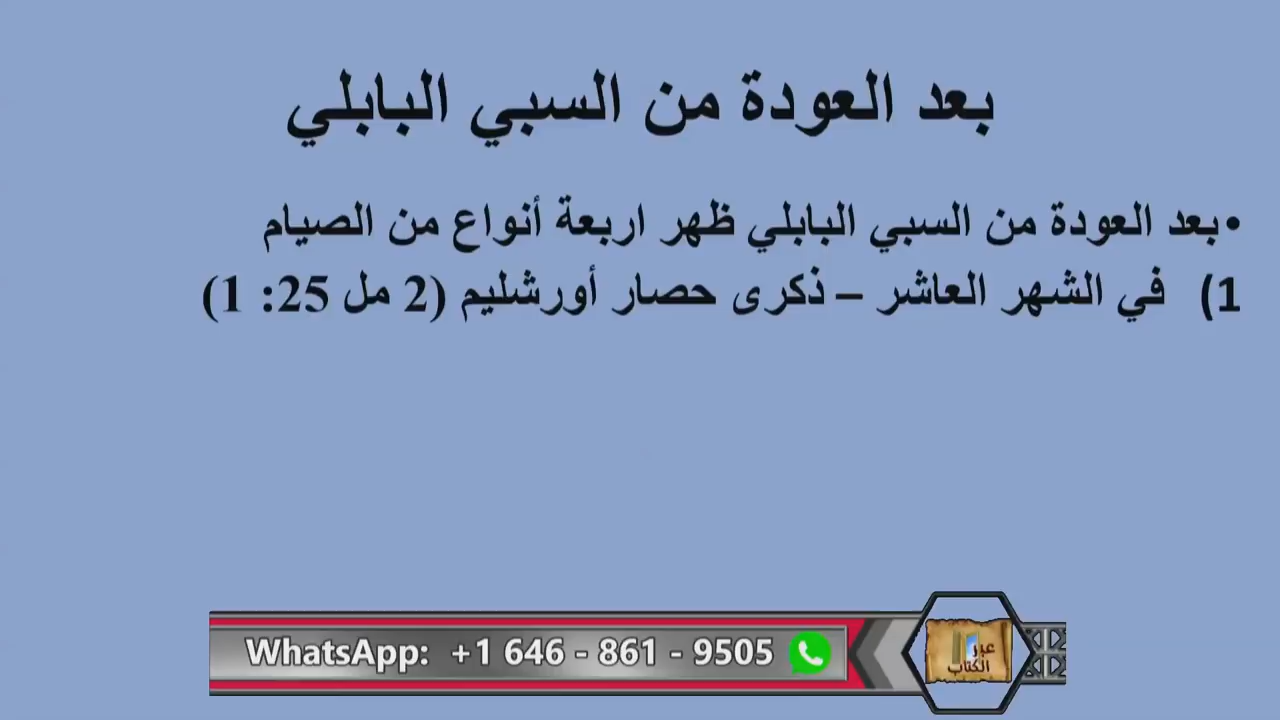 بعد العودة من السبي البابلي
• بعد العودة من السبي البابلي ظهر اربعة أنواع من الصيام
1) في الشهر العاشر – ذكرى حصار أورشليم (2 مل 25: 1)
WhatsApp: +1 646 - 861 - 9505
عبر
الكتاب